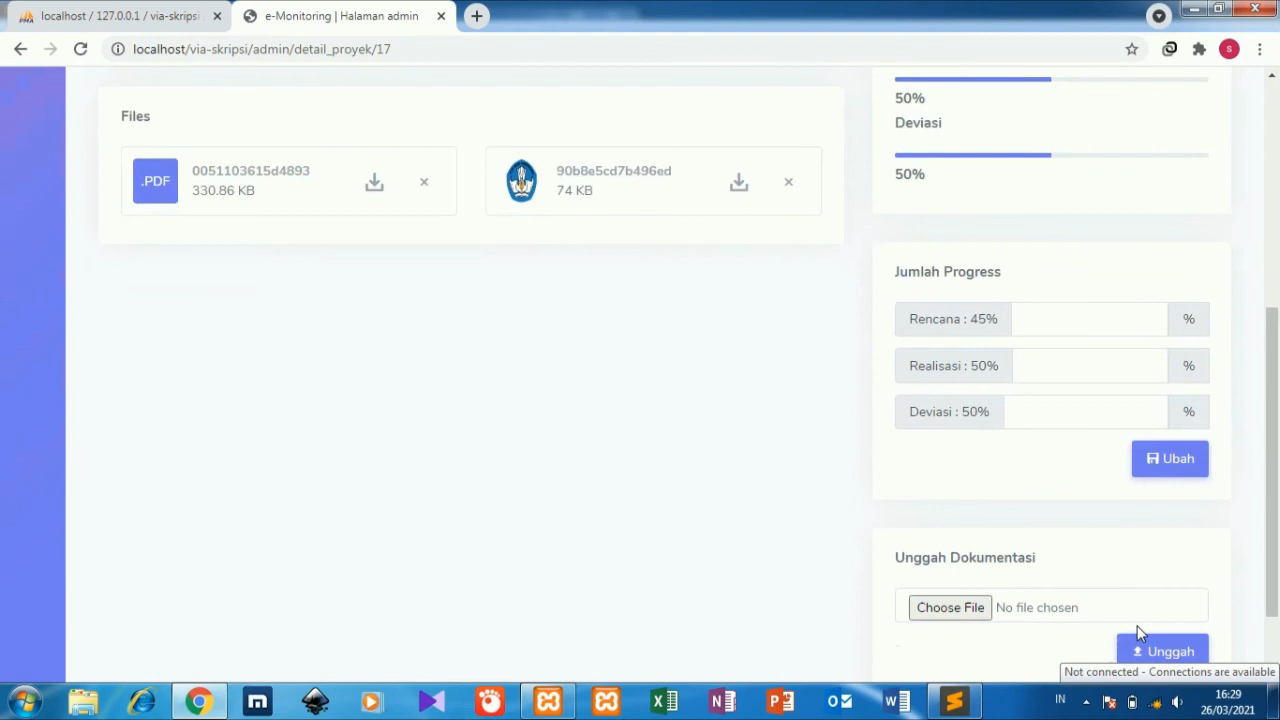 localhost / 127.0.0.1 / via-skripsi
e-Monitoring | Halaman admin
localhost/via-skripsi/admin/detail_proyek/17
S
50%
Deviasi
50%
Files
.PDF
0051103615d4893
330.86 KB
90b8e5cd7b496ed
74 KB
Jumlah Progress
Rencana : 45% %
Realisasi : 50% %
Deviasi : 50% %
Ubah
Unggah Dokumentasi
Choose File No file chosen
Unggah
Not connected - Connections are available
IN
16:29
26/03/2021